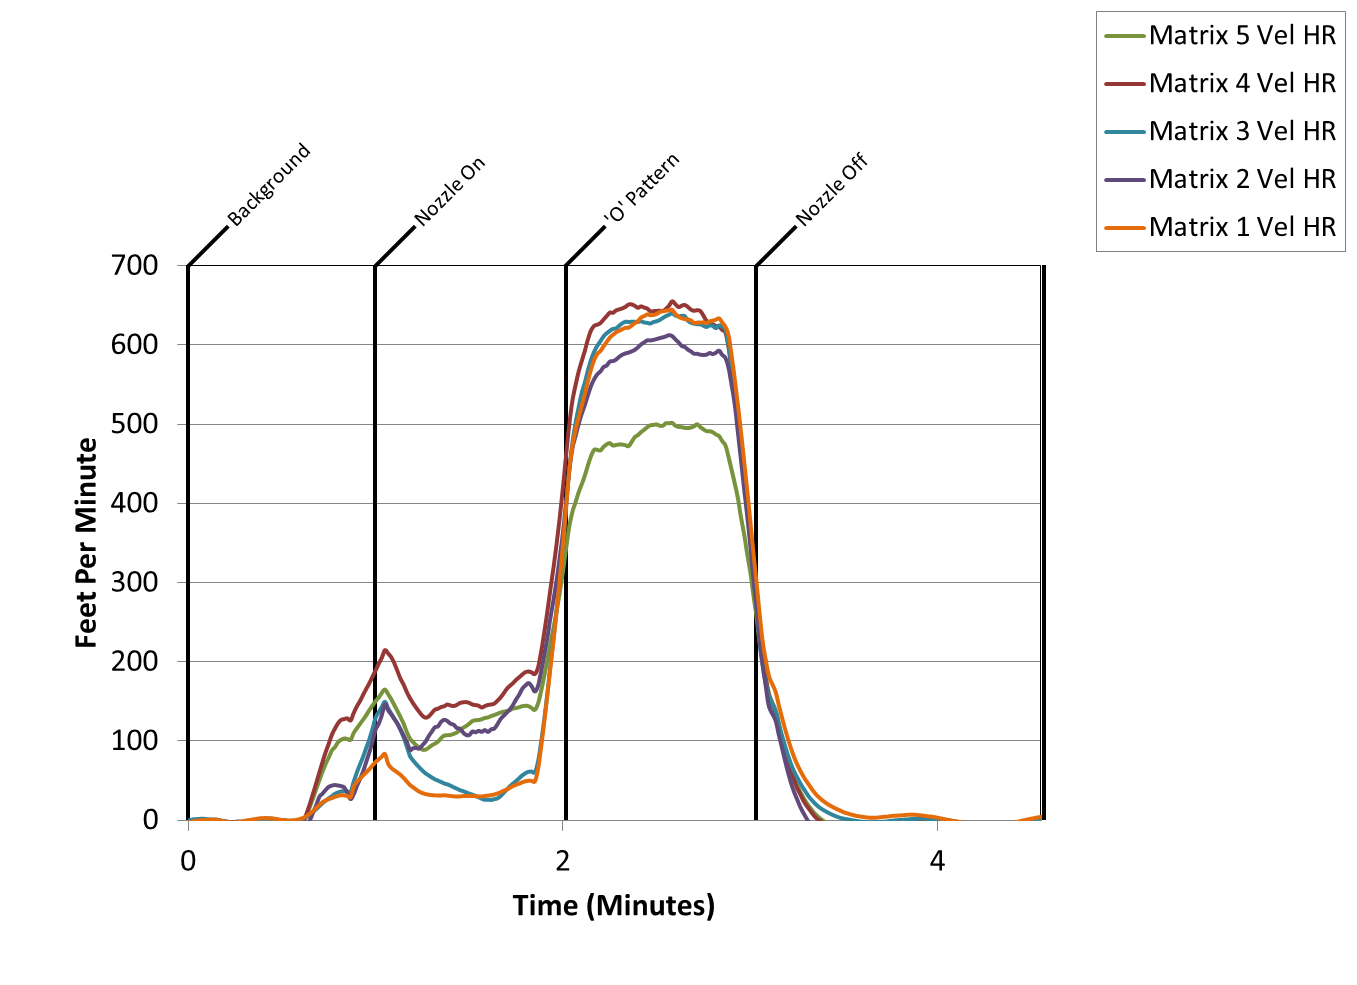 Matrix 5 Vel HR
Matrix 4 Vel HR
Matrix 3 Vel HR
Matrix 2 Vel HR
Matrix 1 Vel HR
Background
Nozzle On
'O' Pattern
Nozzle Off
700
600
500
400
300
200
100
0
Feet Per Minute
0 2 4
Time (Minutes)